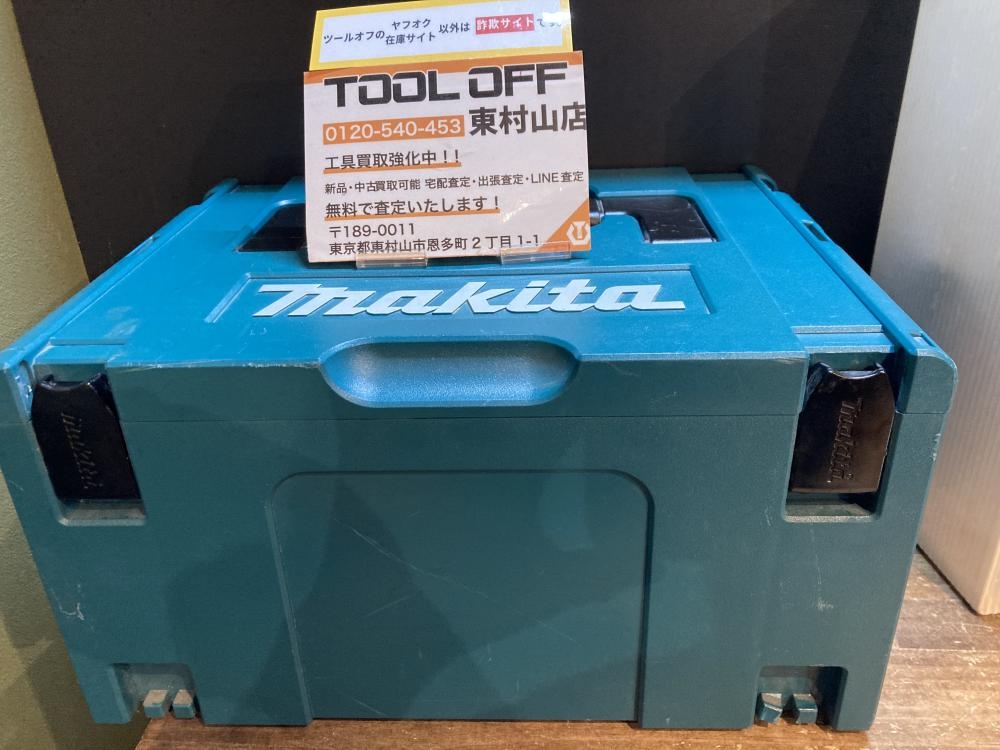 ツールオフの ヤフオク 在庫サイト 以外は 詐欺サイト です
TOOL OFF
0120-540-453 東村山店
工具買取強化中！！
新品・中古買取可能 宅配査定・出張査定・LINE査定
無料で査定いたします！
〒189-0011
東京都東村山市恩多町２丁目1-1
makita
makita
makita